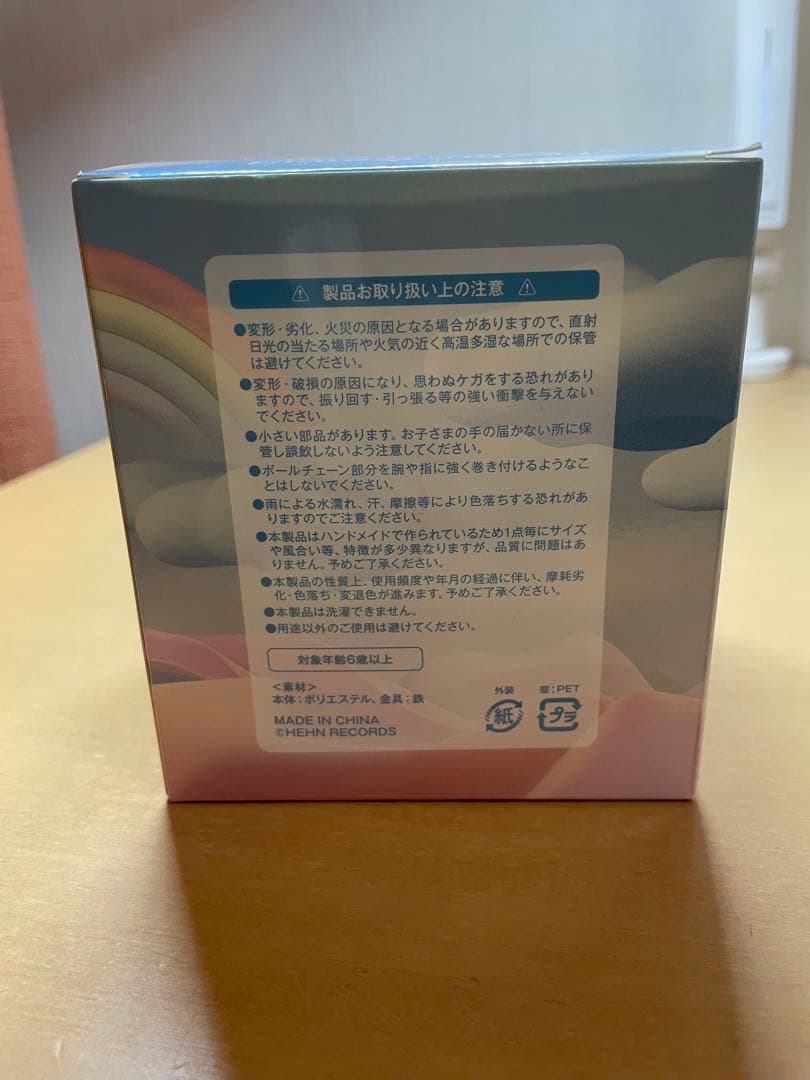 ⚠ 製品お取り扱い上の注意 ⚠
●変形・劣化、火災の原因となる場合がありますので、直射
日光の当たる場所や火気の近く高温多湿な場所での保管
は避けてください。
●変形・破損の原因になり、思わぬケガをする恐れがあり
ますので、振り回す・引っ張る等の強い衝撃を与えない
でください。
●小さい部品があります。お子さまの手の届かない所に保
管し誤飲しないよう注意してください。
●ボールチェーン部分を腕や指に強く巻き付けるようなこ
とはしないでください。
●雨による水濡れ、汗、摩擦等により色落ちする恐れがあ
りますのでご注意ください。
●本製品はハンドメイドで作られているため1点毎にサイズ
や風合い等、特徴が多少異なりますが、品質に問題はあ
りません。予めご了承ください。
●本製品の性質上、使用頻度や年月の経過に伴い、摩耗劣
化・色落ち・変退色が進みます。予めご了承ください。
●本製品は洗濯できません。
●用途以外のご使用は避けてください。
対象年齢6歳以上
<素材>
本体：ポリエステル、金具：鉄
MADE IN CHINA
©HEHN RECORDS
外装
紙
窓：PET
プラ